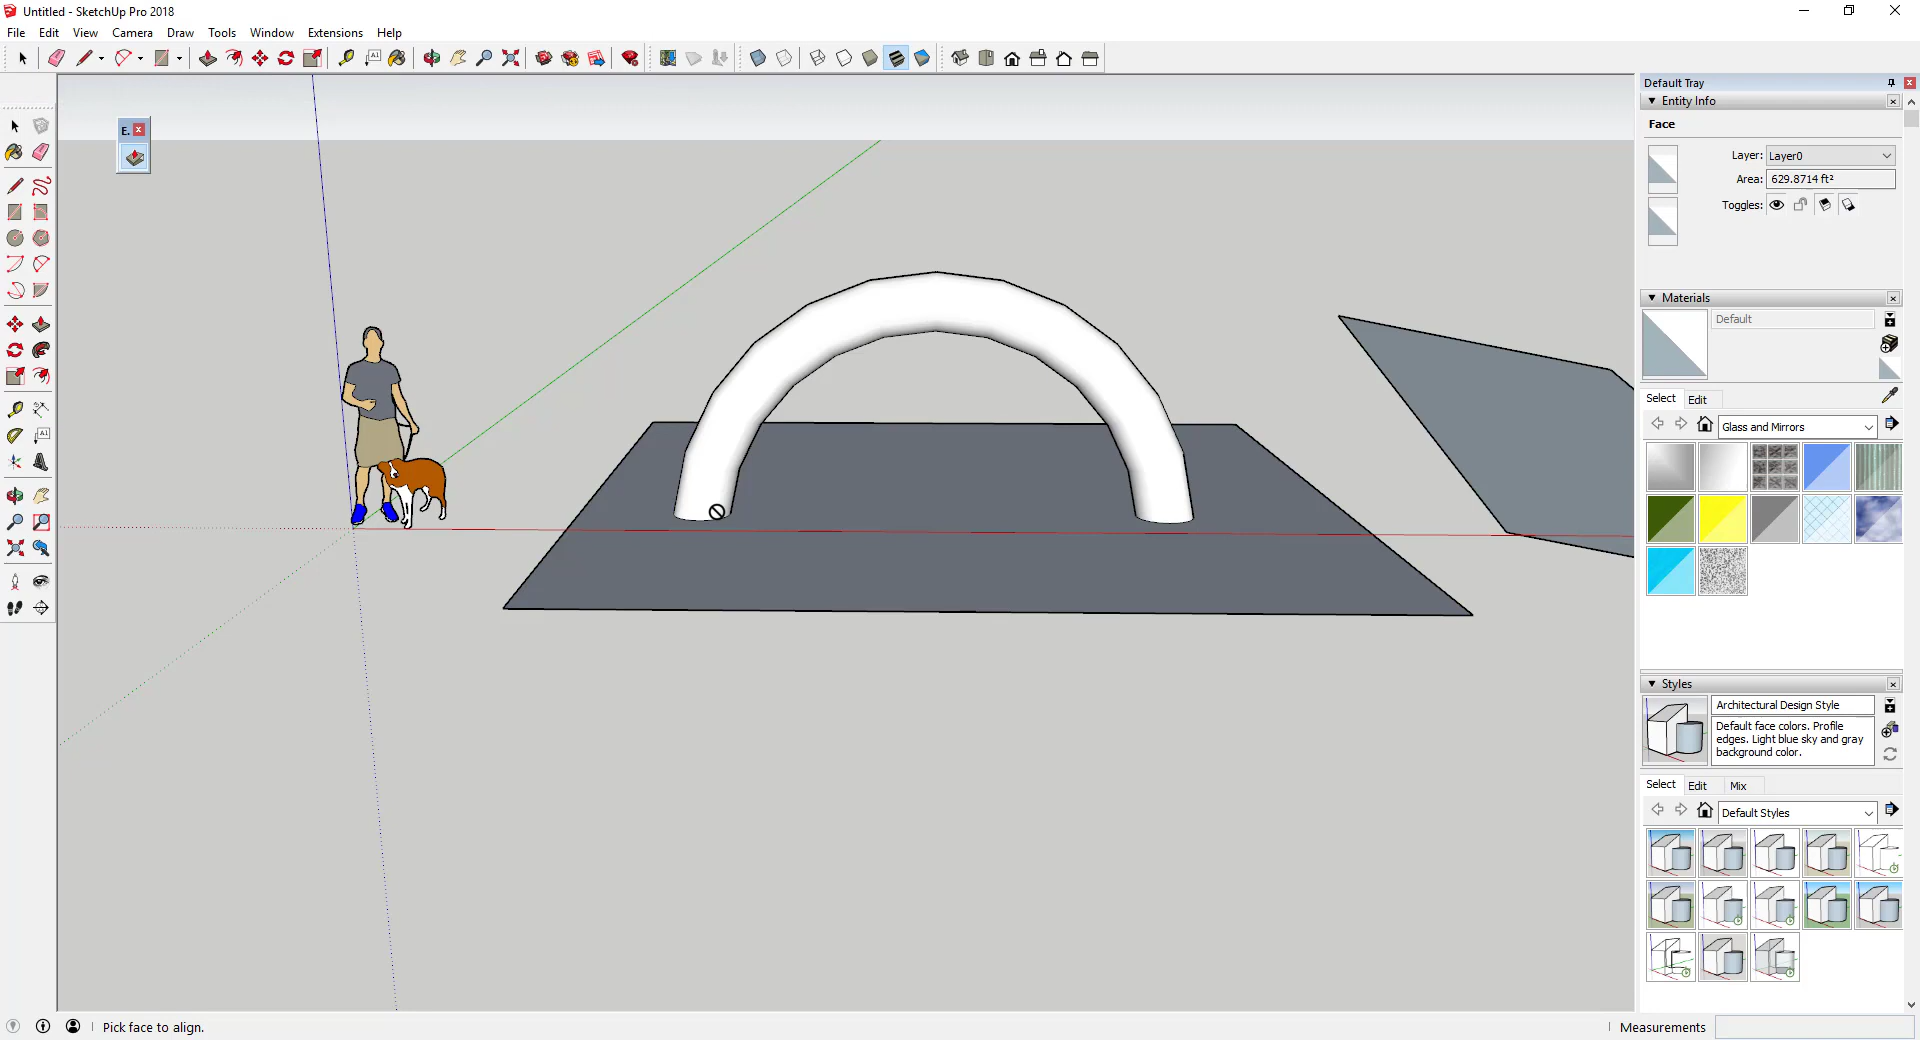 Untitled - SketchUp Pro 2018
File Edit View Camera Draw Tools Window Extensions Help
Default Tray
Entity Info
Face
Layer: Layer0
Area: 629.8714 ft²
Toggles:
E.
Materials
Default
Select Edit
Glass and Mirrors
Styles
Architectural Design Style
Default face colors. Profile
edges. Light blue sky and gray
background color.
Select Edit Mix
Default Styles
Pick face to align.
Measurements